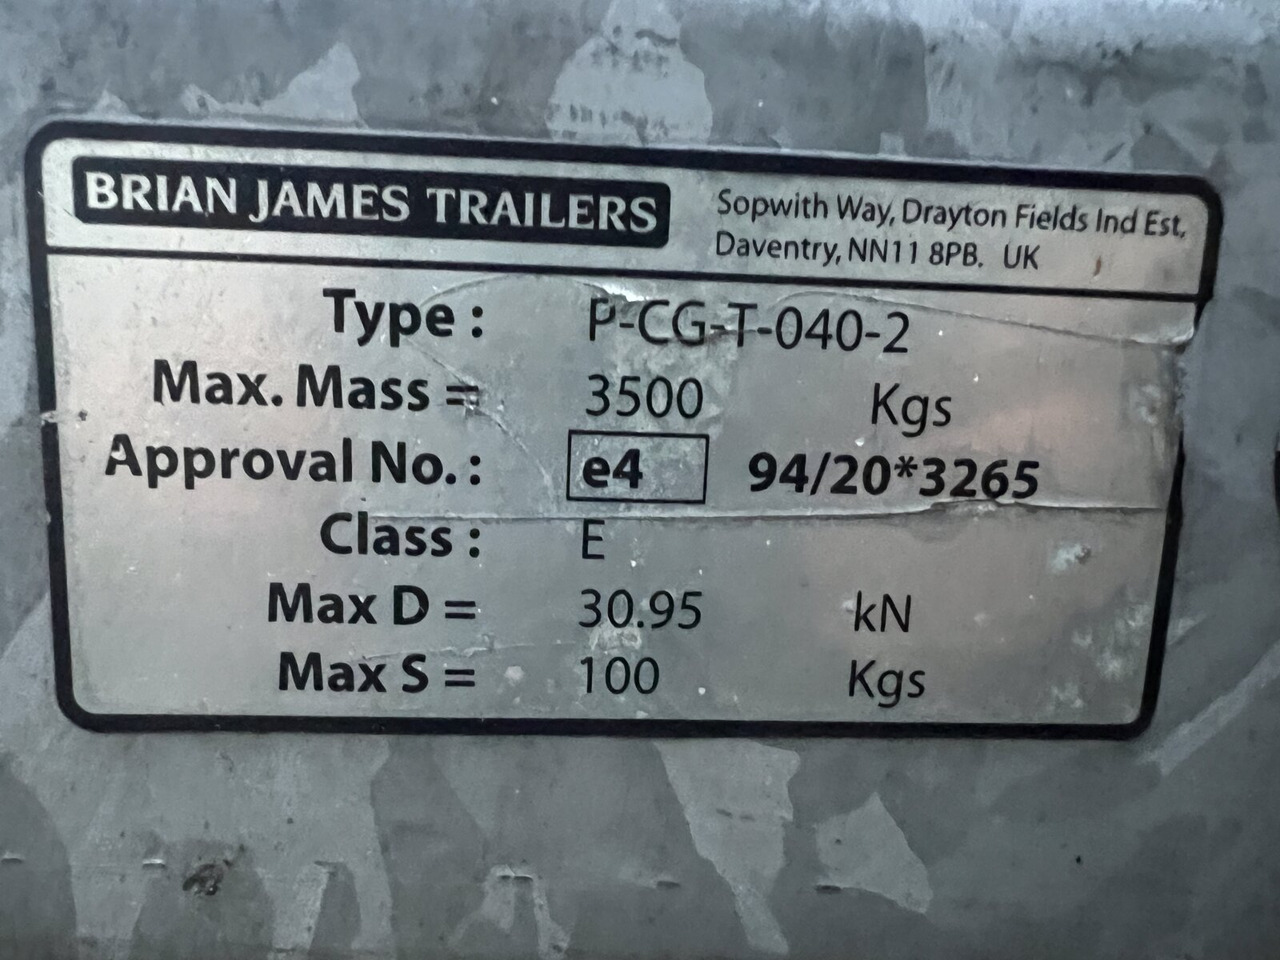 BRIAN JAMES TRAILERS
Sopwith Way, Drayton Fields Ind Est,
Daventry, NN11 8PB. UK
Type : P-CG-T-040-2
Max. Mass = 3500 Kgs
Approval No. : e4 94/20*3265
Class : E
Max D = 30.95 kN
Max S = 100 Kgs